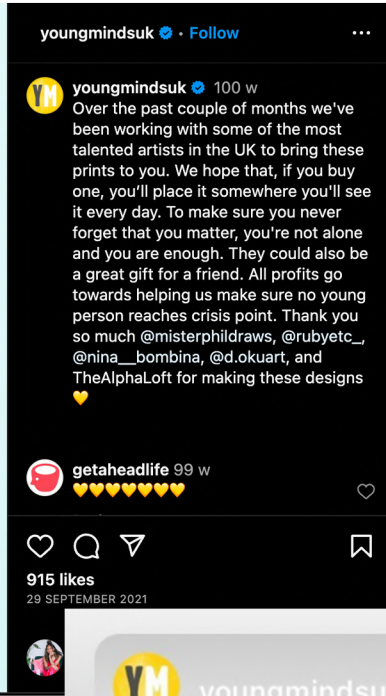 youngmindsuk • Follow
YM
youngmindsuk 100 w
Over the past couple of months we've
been working with some of the most
talented artists in the UK to bring these
prints to you. We hope that, if you buy
one, you'll place it somewhere you'll see
it every day. To make sure you never
forget that you matter, you're not alone
and you are enough. They could also be
a great gift for a friend. All profits go
towards helping us make sure no young
person reaches crisis point. Thank you
so much @misterphildraws, @rubyetc_,
@nina__bombina, @d.okuart, and
TheAlphaLoft for making these designs
💛
getaheadlife 99 w
💛💛💛💛💛💛💛
915 likes
29 SEPTEMBER 2021
YM